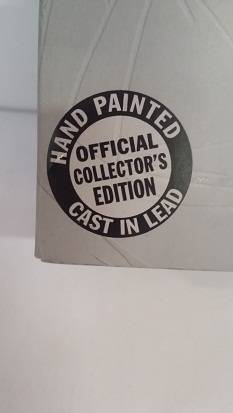 HAND PAINTED
OFFICIAL
COLLECTOR'S
EDITION
CAST IN LEAD